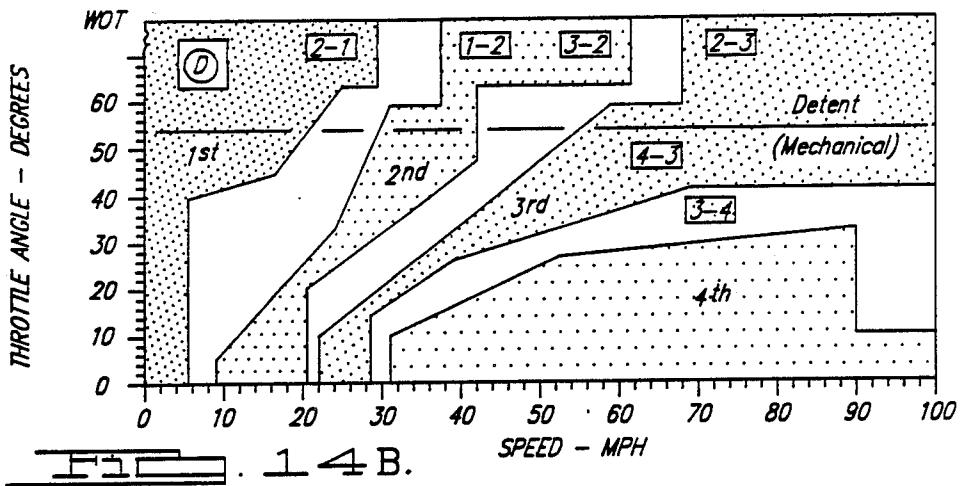 WOT
D
2-1
1-2
3-2
2-3
60
Detent
1st
50
4-3
(Mechanical)
2nd
40
3rd
3-4
30
20
4th
10
0
THROTTLE ANGLE - DEGREES
0 10 20 30 40 50 60 70 80 90 100
SPEED - MPH
Fig. 14B.